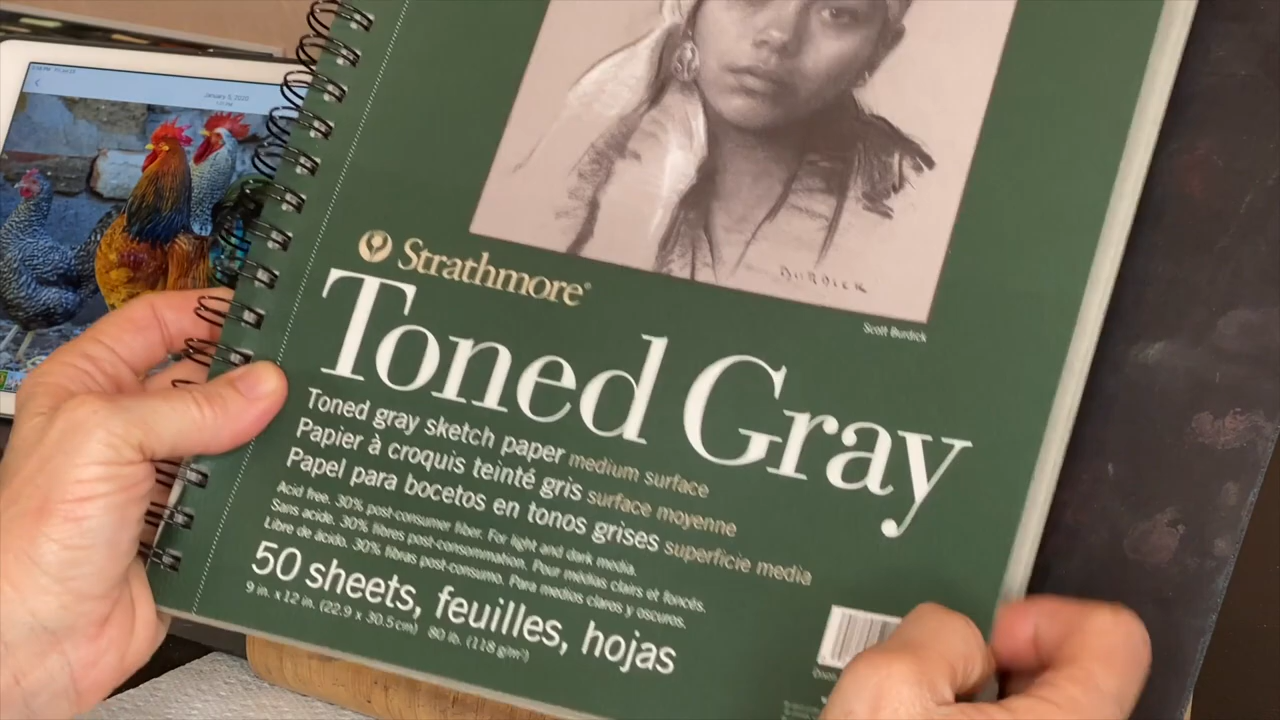 January 5, 2020
BURDICK
Scott Burdick
Strathmore®
Toned Gray
Toned gray sketch paper medium surface
Papier à croquis teinté gris surface moyenne
Papel para bocetos en tonos grises superficie media
Acid free. 30% post-consumer fiber. For light and dark media.
Sans acide. 30% fibres post-consommation. Pour médias clairs et foncés.
Libre de ácido. 30% fibras post-consumo. Para medios claros y oscuros.
50 sheets, feuilles, hojas
9 in. x 12 in. (22.9 x 30.5 cm) 80 lb. (118 g/m²)